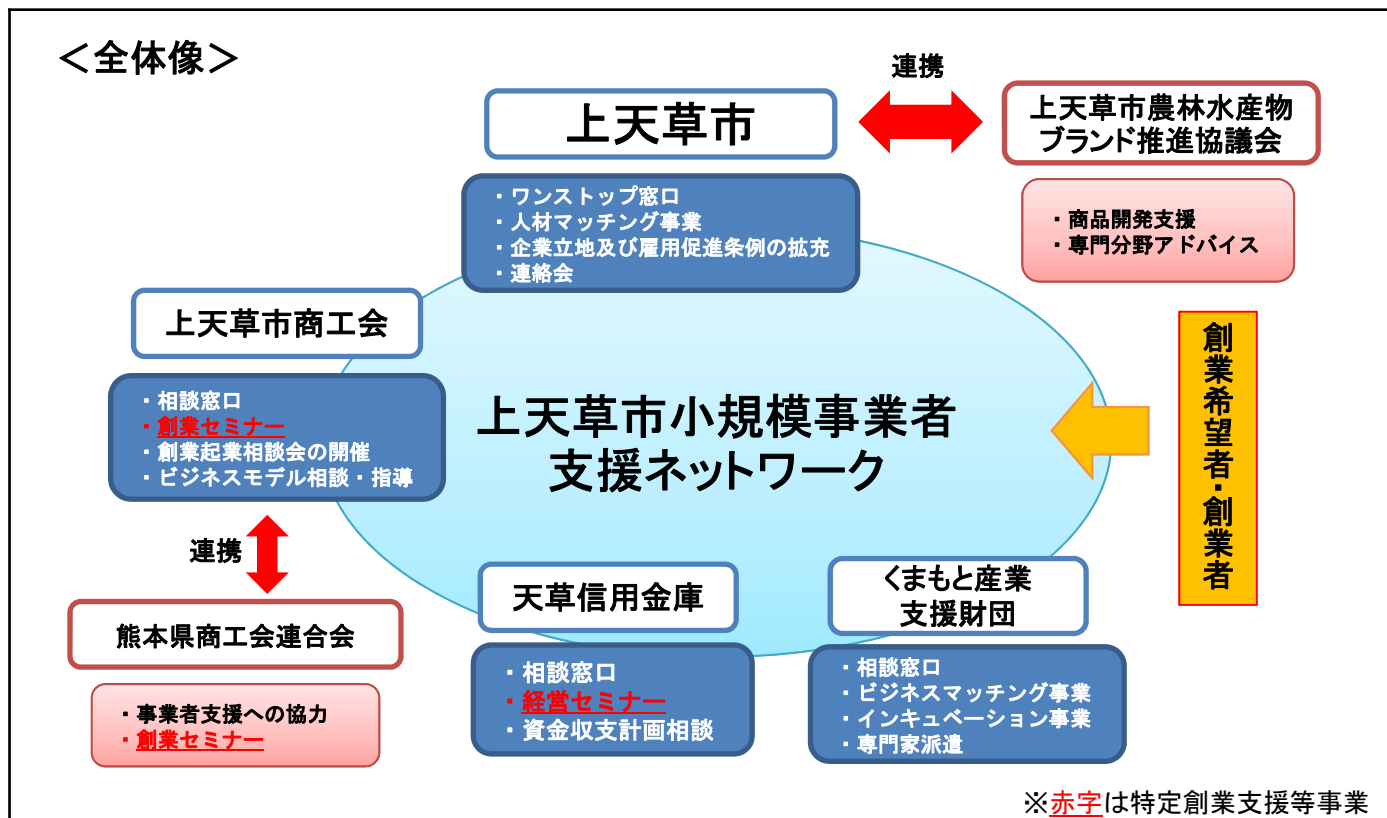 ＜全体像＞
連携
上天草市
上天草市農林水産物
ブランド推進協議会
・ワンストップ窓口
・人材マッチング事業
・企業立地及び雇用促進条例の拡充
・連絡会
・商品開発支援
・専門分野アドバイス
上天草市商工会
・相談窓口
・創業セミナー
・創業起業相談会の開催
・ビジネスモデル相談・指導
上天草市小規模事業者
支援ネットワーク
創業希望者・創業者
連携
熊本県商工会連合会
・事業者支援への協力
・創業セミナー
天草信用金庫
・相談窓口
・経営セミナー
・資金収支計画相談
くまもと産業
支援財団
・相談窓口
・ビジネスマッチング事業
・インキュベーション事業
・専門家派遣
※赤字は特定創業支援等事業